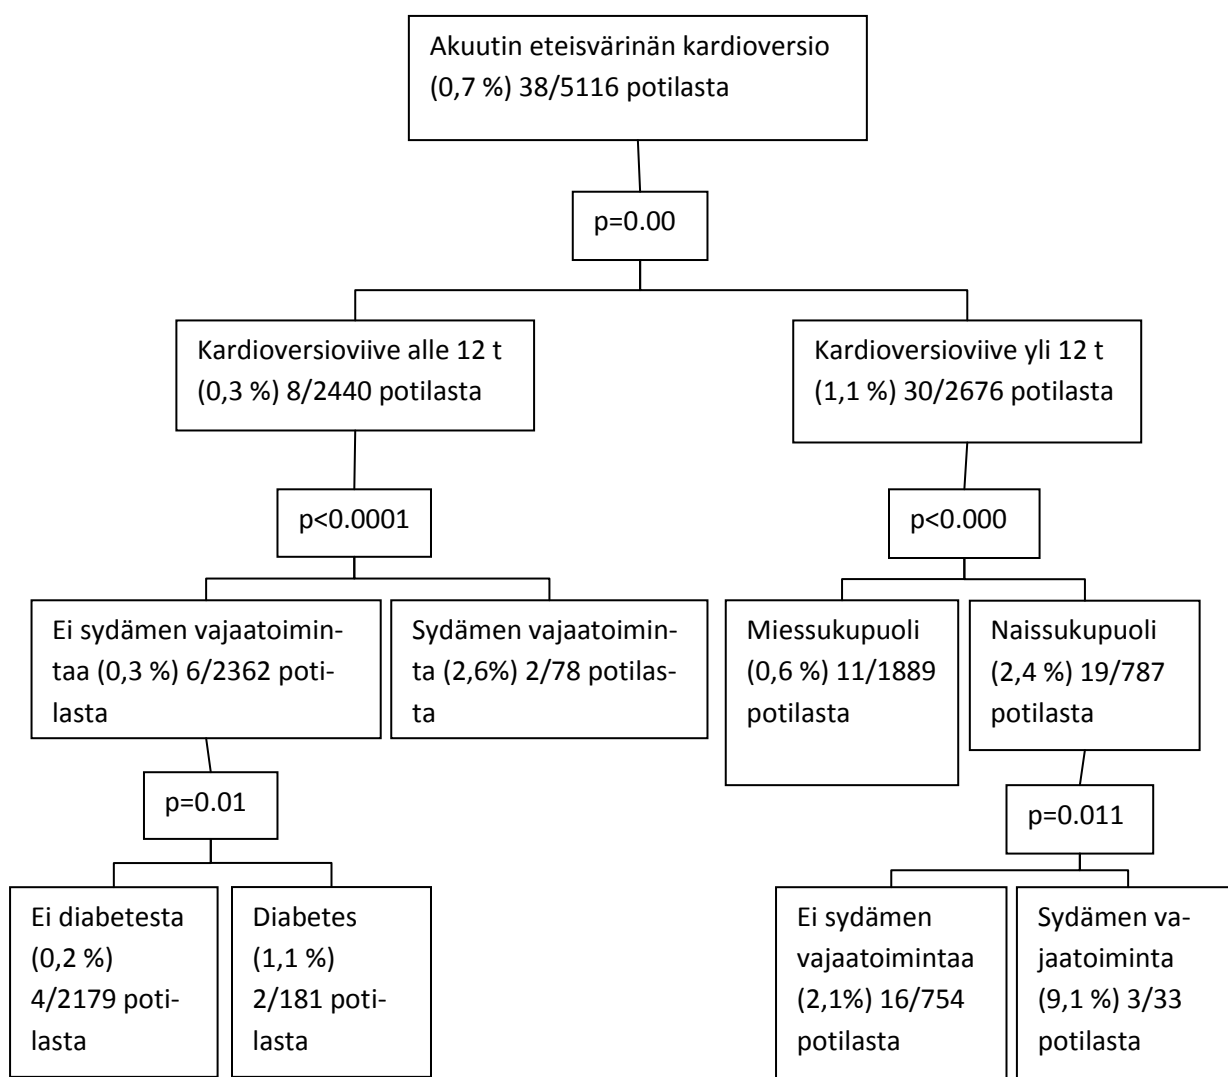 Akuutin eteisvärinän kardioversio
(0,7 %) 38/5116 potilasta
p=0.00
Kardioversioviive alle 12 t
(0,3 %) 8/2440 potilasta
Kardioversioviive yli 12 t
(1,1 %) 30/2676 potilasta
p<0.0001
p<0.000
Ei sydämen vajaatoimin-
taa (0,3 %) 6/2362 poti-
lasta
Sydämen vajaatoimin-
ta (2,6%) 2/78 potilas-
ta
Miessukupuoli
(0,6 %) 11/1889
potilasta
Naissukupuoli
(2,4 %) 19/787
potilasta
p=0.01
p=0.011
Ei diabetesta
(0,2 %)
4/2179 poti-
lasta
Diabetes
(1,1 %)
2/181 poti-
lasta
Ei sydämen
vajaatoimintaa
(2,1%) 16/754
potilasta
Sydämen va-
jaatoiminta
(9,1 %) 3/33
potilasta